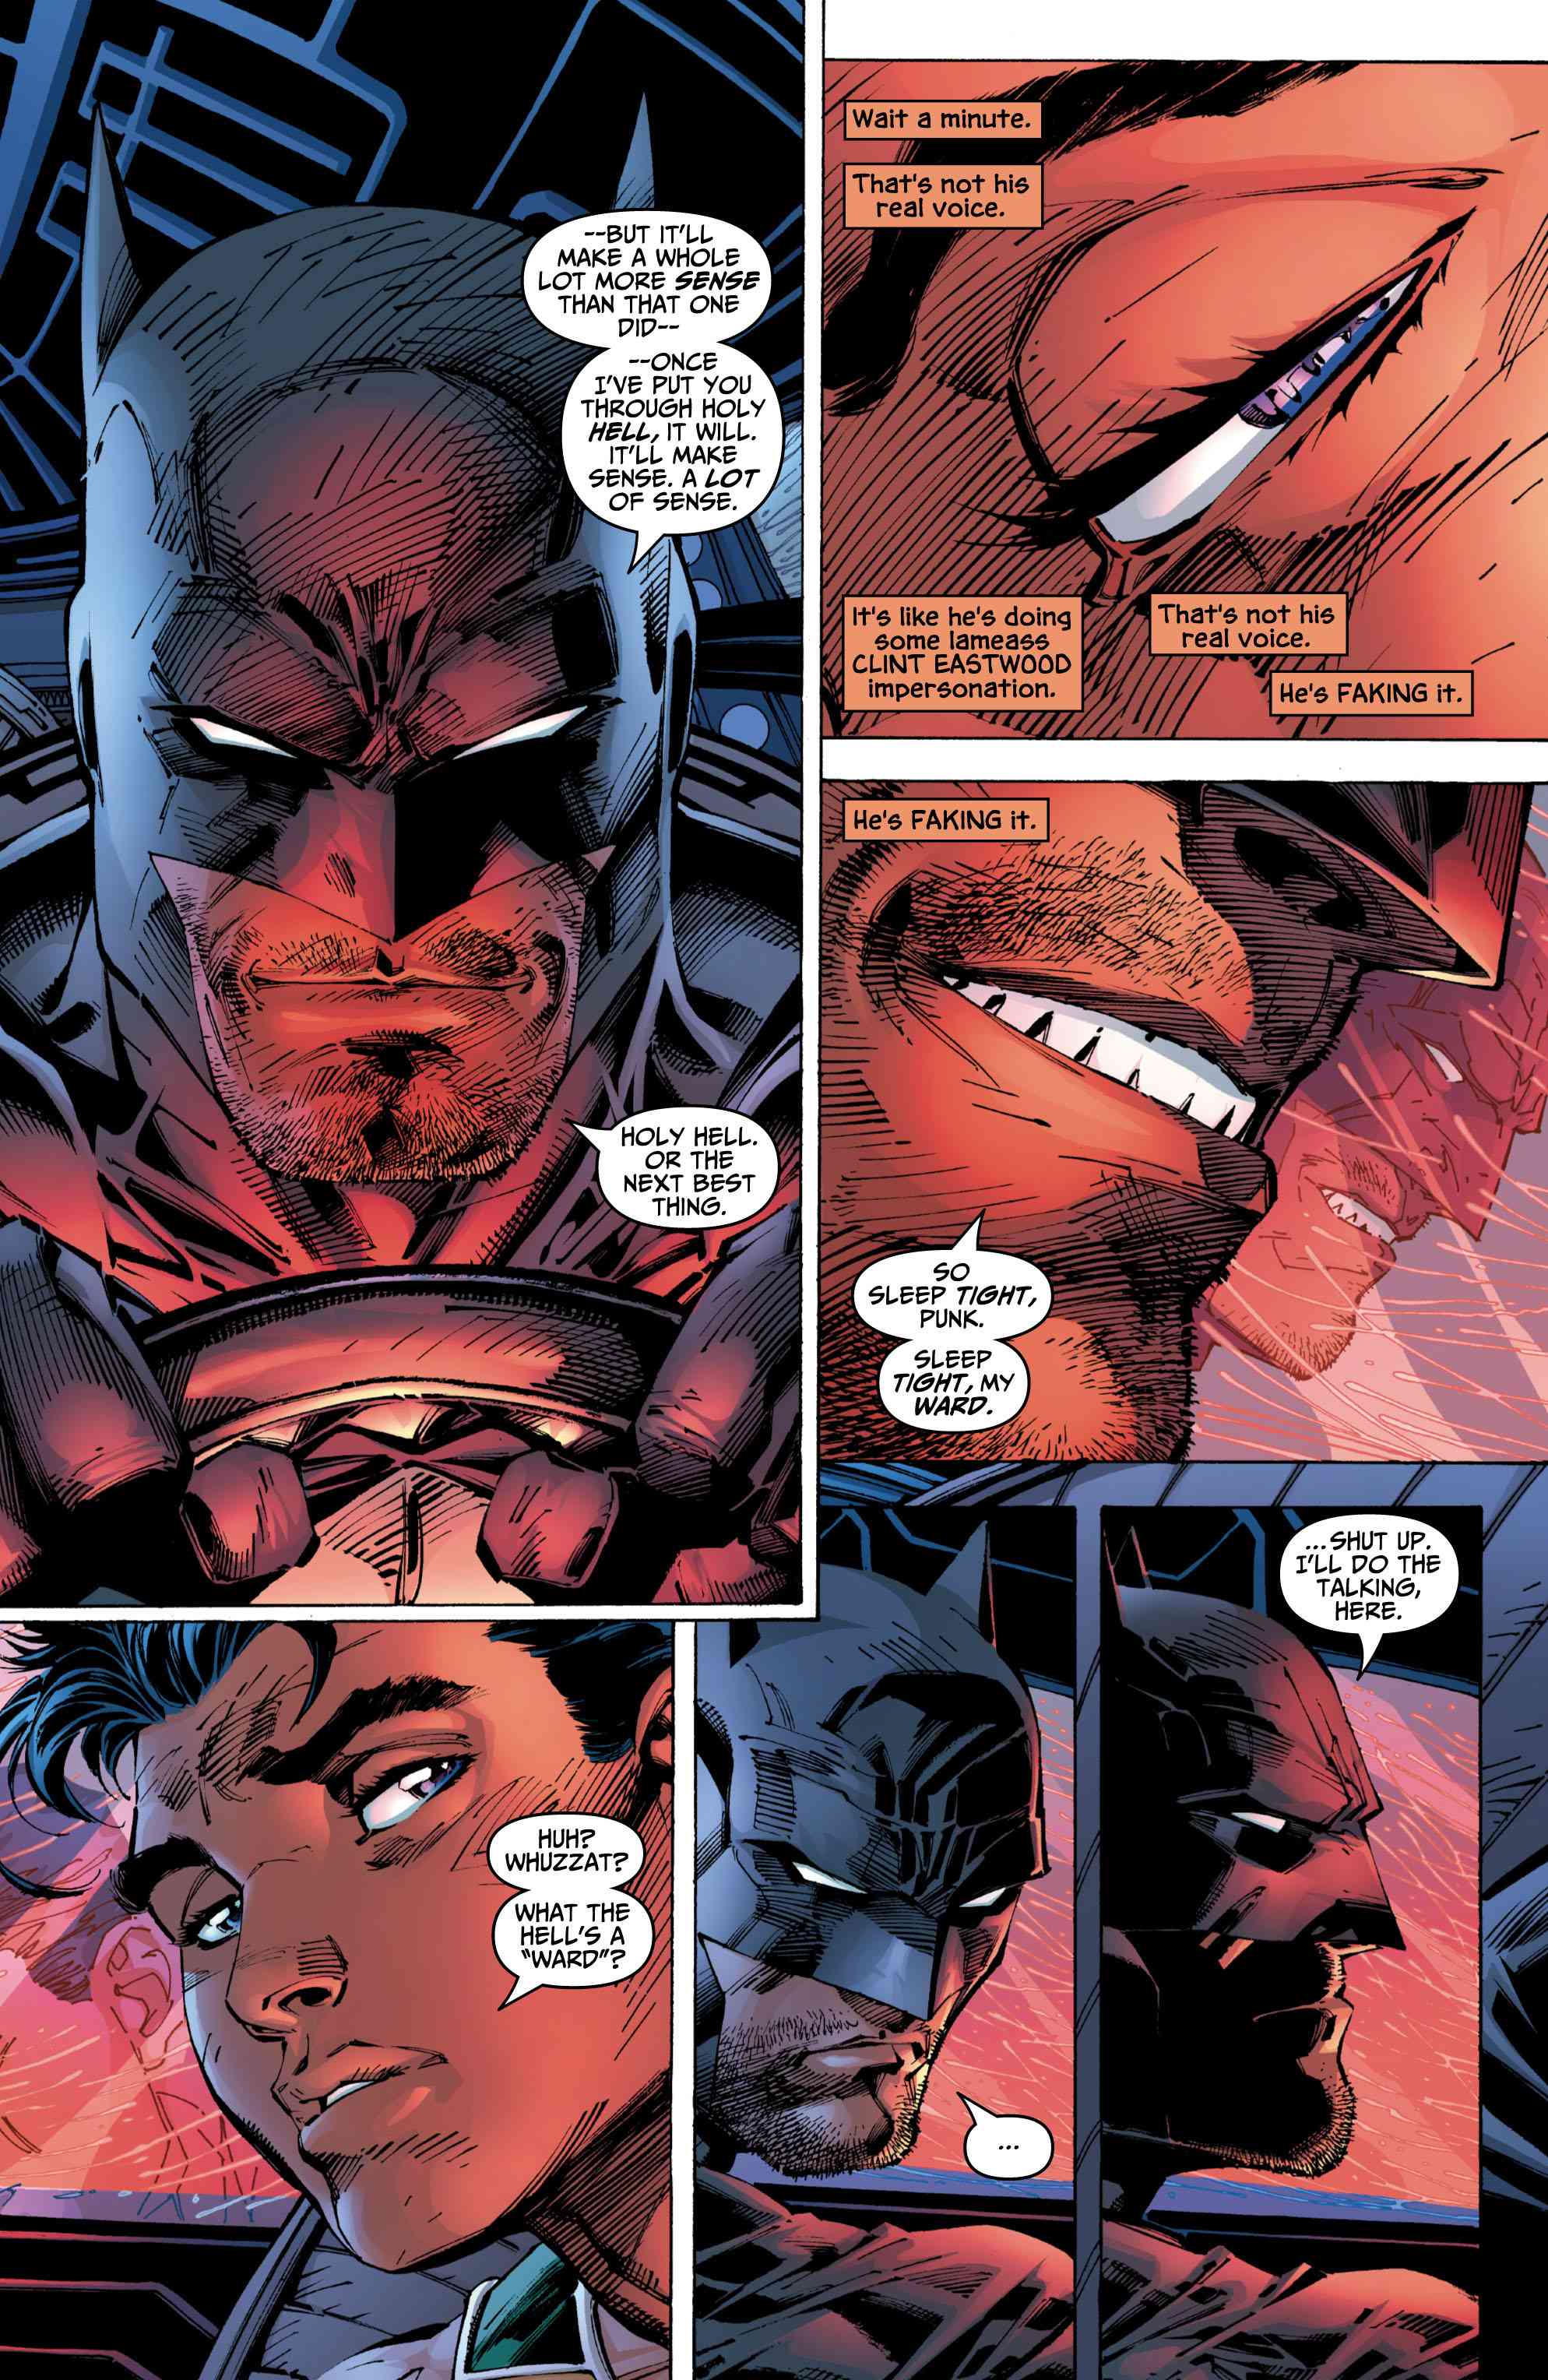 --BUT IT'LL
MAKE A WHOLE
LOT MORE SENSE
THAN THAT ONE
DID--
--ONCE
I'VE PUT YOU
THROUGH HOLY
HELL, IT WILL.
IT'LL MAKE
SENSE. A LOT
OF SENSE.
HOLY HELL.
OR THE
NEXT BEST
THING.
Wait a minute.
That's not his
real voice.
It's like he's doing
some lameass
CLINT EASTWOOD
impersonation.
That's not his
real voice.
He's FAKING it.
He's FAKING it.
SO
SLEEP TIGHT,
PUNK.
SLEEP
TIGHT, MY
WARD.
HUH?
WHUZZAT?
WHAT THE
HELL'S A
"WARD"?
...
...SHUT UP.
I'LL DO THE
TALKING,
HERE.